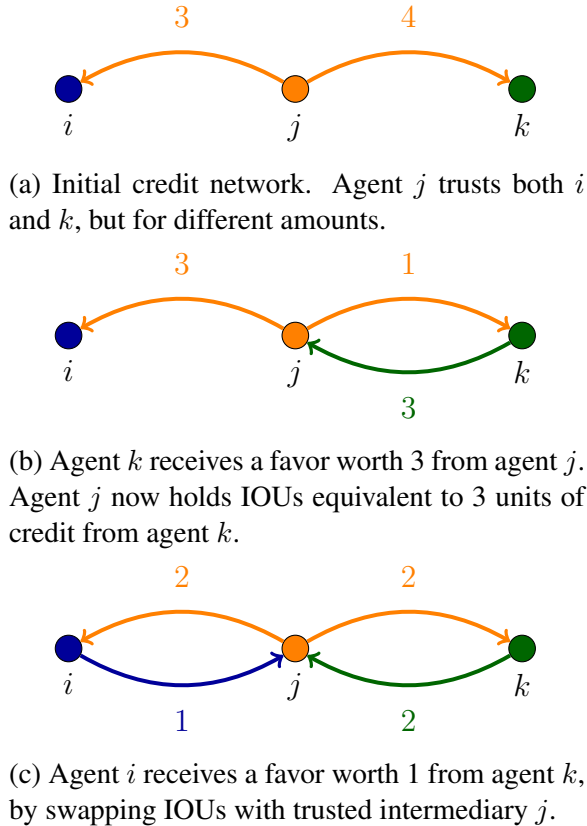 3 4
i j k
(a) Initial credit network. Agent j trusts both i
and k, but for different amounts.
3 1
i j k
3
(b) Agent k receives a favor worth 3 from agent j.
Agent j now holds IOUs equivalent to 3 units of
credit from agent k.
2 2
i j k
1 2
(c) Agent i receives a favor worth 1 from agent k,
by swapping IOUs with trusted intermediary j.